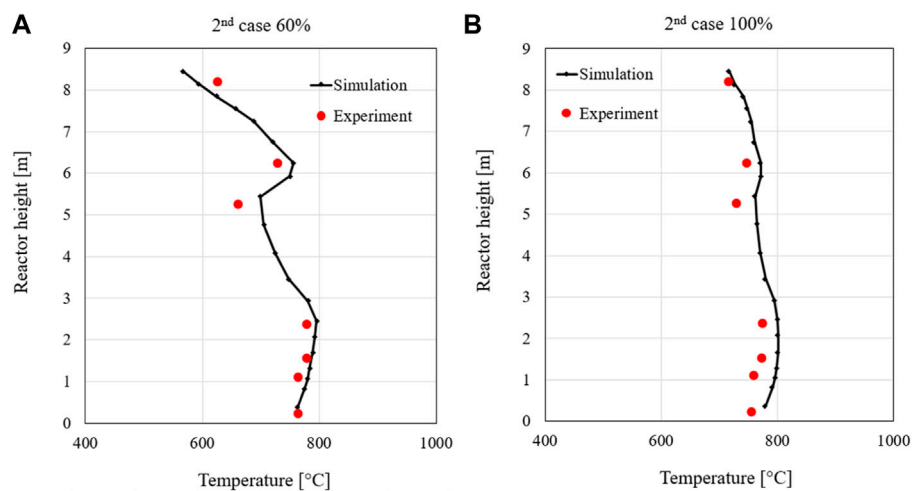 A
2nd case 60%
9
8
7
6
5
4
3
2
1
0
Reactor height [m]
Simulation
Experiment
400
600
800
1000
Temperature [°C]
B
2nd case 100%
9
8
7
6
5
4
3
2
1
0
Reactor height [m]
Simulation
Experiment
400
600
800
1000
Temperature [°C]